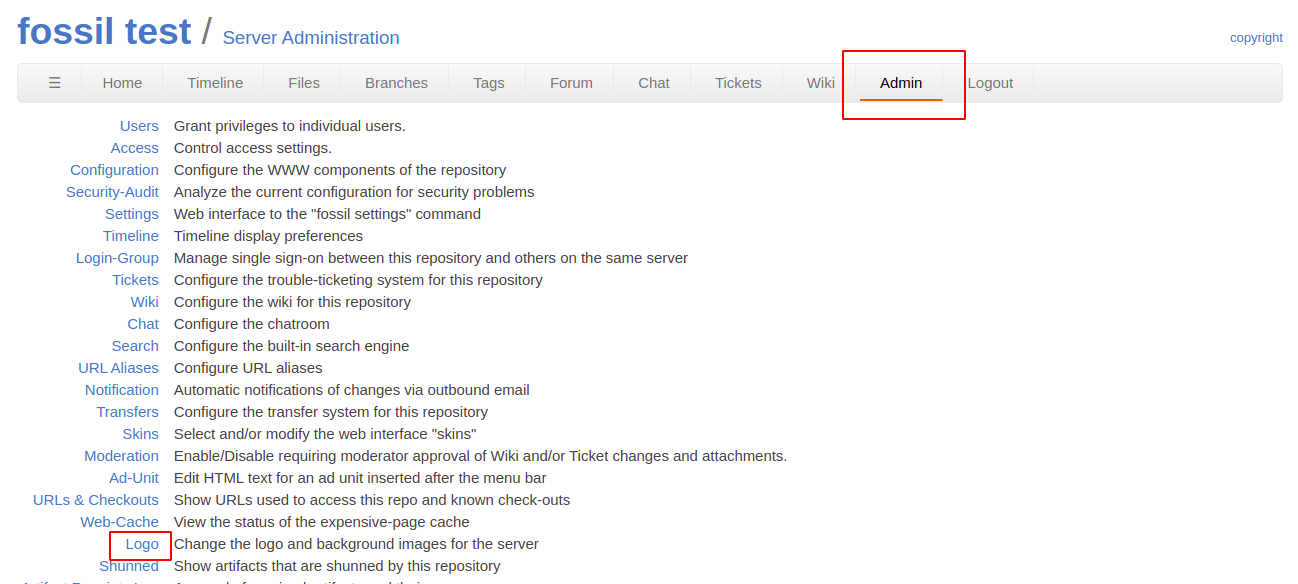 fossil test / Server Administration
copyright
☰ Home Timeline Files Branches Tags Forum Chat Tickets Wiki Admin Logout
Users Grant privileges to individual users.
Access Control access settings.
Configuration Configure the WWW components of the repository
Security-Audit Analyze the current configuration for security problems
Settings Web interface to the "fossil settings" command
Timeline Timeline display preferences
Login-Group Manage single sign-on between this repository and others on the same server
Tickets Configure the trouble-ticketing system for this repository
Wiki Configure the wiki for this repository
Chat Configure the chatroom
Search Configure the built-in search engine
URL Aliases Configure URL aliases
Notification Automatic notifications of changes via outbound email
Transfers Configure the transfer system for this repository
Skins Select and/or modify the web interface "skins"
Moderation Enable/Disable requiring moderator approval of Wiki and/or Ticket changes and attachments.
Ad-Unit Edit HTML text for an ad unit inserted after the menu bar
URLs & Checkouts Show URLs used to access this repo and known check-outs
Web-Cache View the status of the expensive-page cache
Logo Change the logo and background images for the server
Shunned Show artifacts that are shunned by this repository